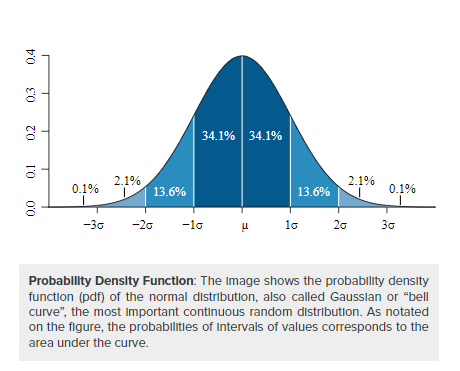 0.4
0.3
0.2
0.1
0.0
34.1% 34.1%
0.1% 2.1% 13.6% 13.6% 2.1% 0.1%
−3σ −2σ −1σ μ 1σ 2σ 3σ
Probability Density Function: The image shows the probability density
function (pdf) of the normal distribution, also called Gaussian or “bell
curve”, the most important continuous random distribution. As notated
on the figure, the probabilities of intervals of values corresponds to the
area under the curve.